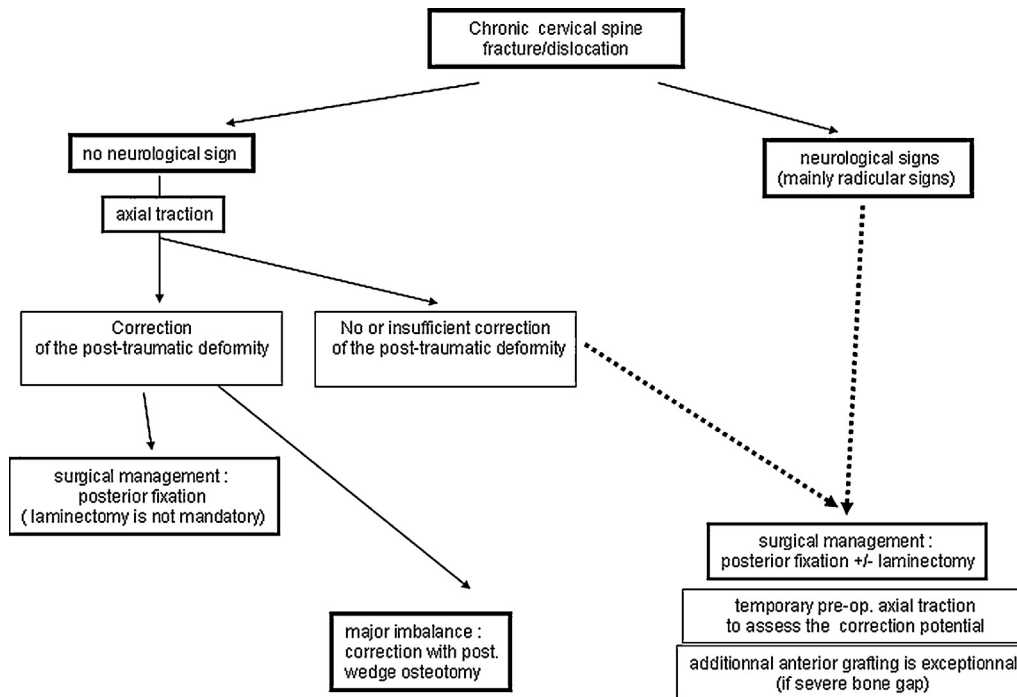 Chronic cervical spine
fracture/dislocation
no neurological sign
neurological signs
(mainly radicular signs)
axial traction
Correction
of the post-traumatic deformity
No or insufficient correction
of the post-traumatic deformity
surgical management :
posterior fixation
( laminectomy is not mandatory)
surgical management :
posterior fixation +/- laminectomy
temporary pre-op. axial traction
to assess the correction potential
major imbalance :
correction with post.
wedge osteotomy
additionnal anterior grafting is exceptionnal
(if severe bone gap)